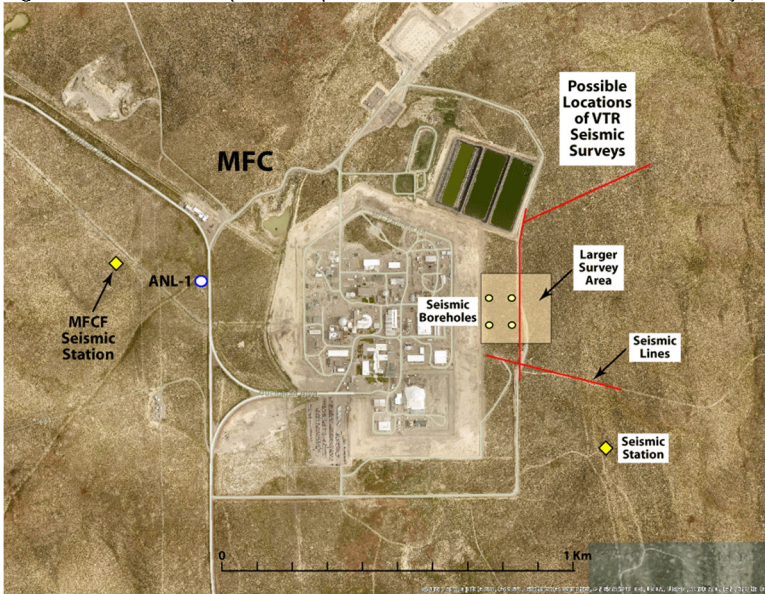 Possible
Locations
of VTR
Seismic
Surveys
MFC
Larger
Survey
Area
ANL-1
Seismic
Boreholes
MFCF
Seismic
Station
Seismic
Lines
Seismic
Station
0
1 Km